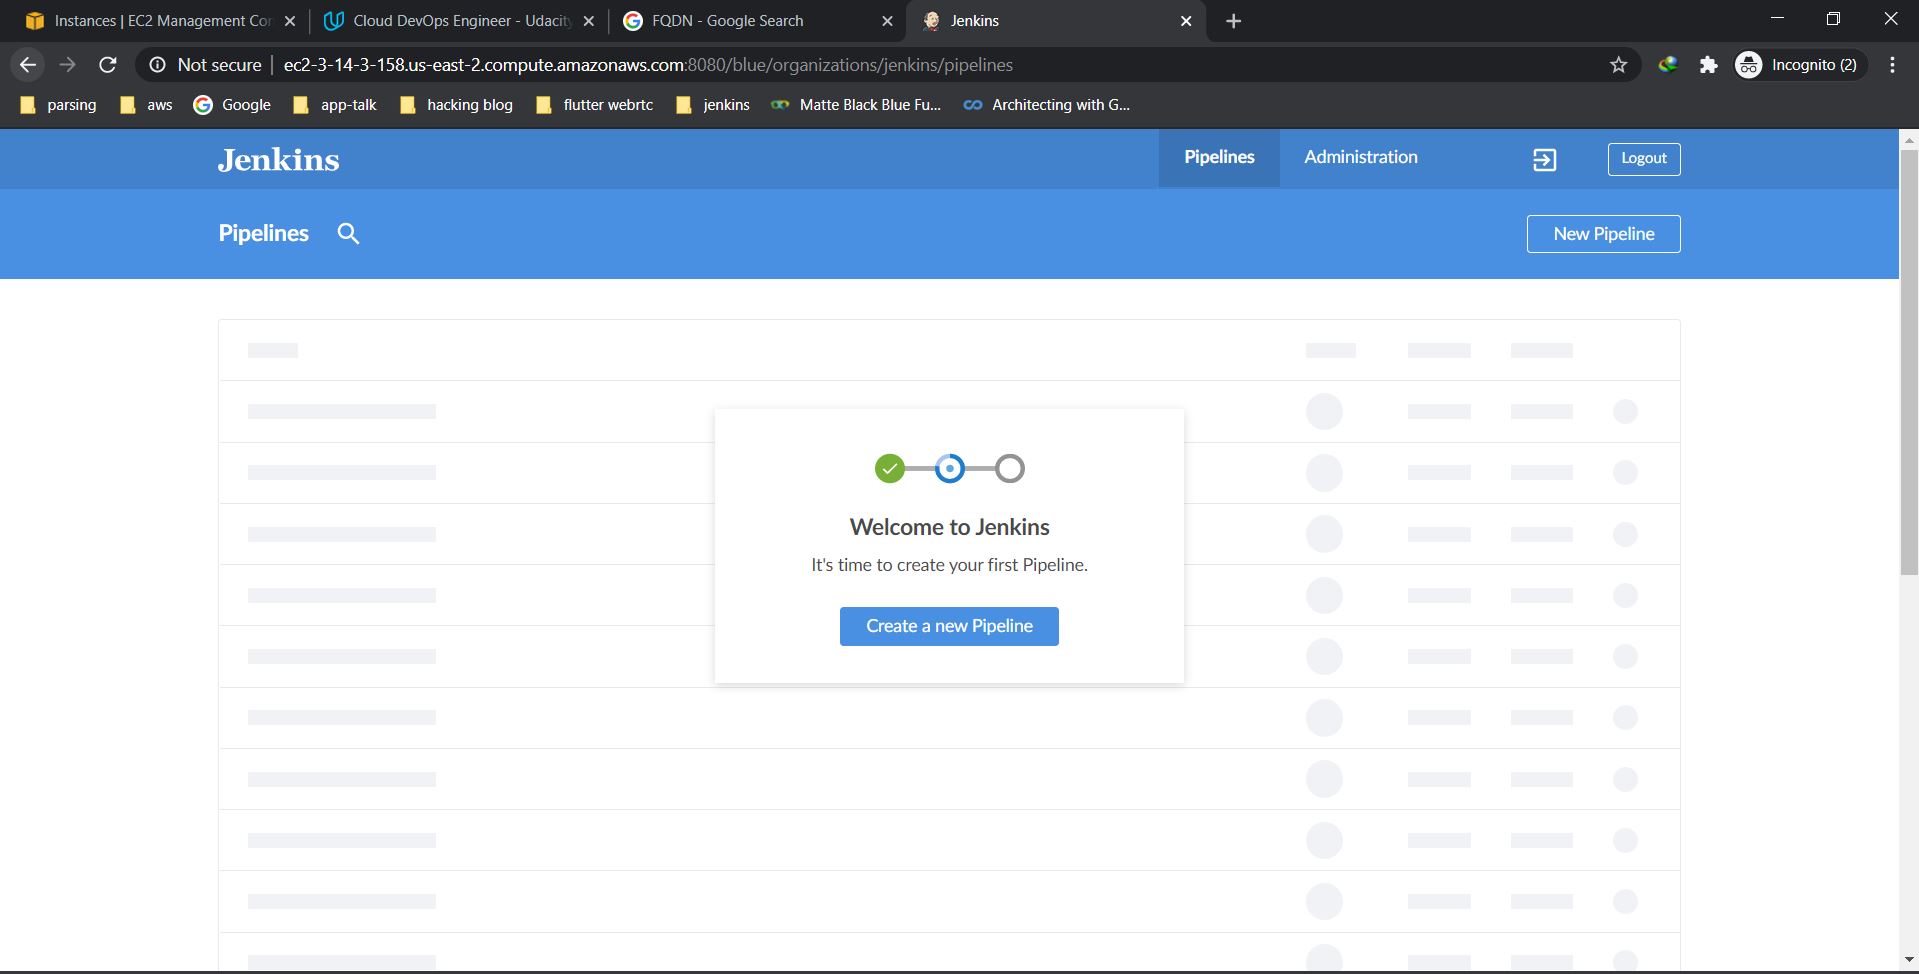 Instances | EC2 Management Con
Cloud DevOps Engineer - Udacity
FQDN - Google Search
Jenkins
Not secure | ec2-3-14-3-158.us-east-2.compute.amazonaws.com:8080/blue/organizations/jenkins/pipelines
Incognito (2)
parsing
aws
Google
app-talk
hacking blog
flutter webrtc
jenkins
Matte Black Blue Fu...
Architecting with G...
Jenkins
Pipelines
Administration
Logout
Pipelines
New Pipeline
Welcome to Jenkins
It's time to create your first Pipeline.
Create a new Pipeline